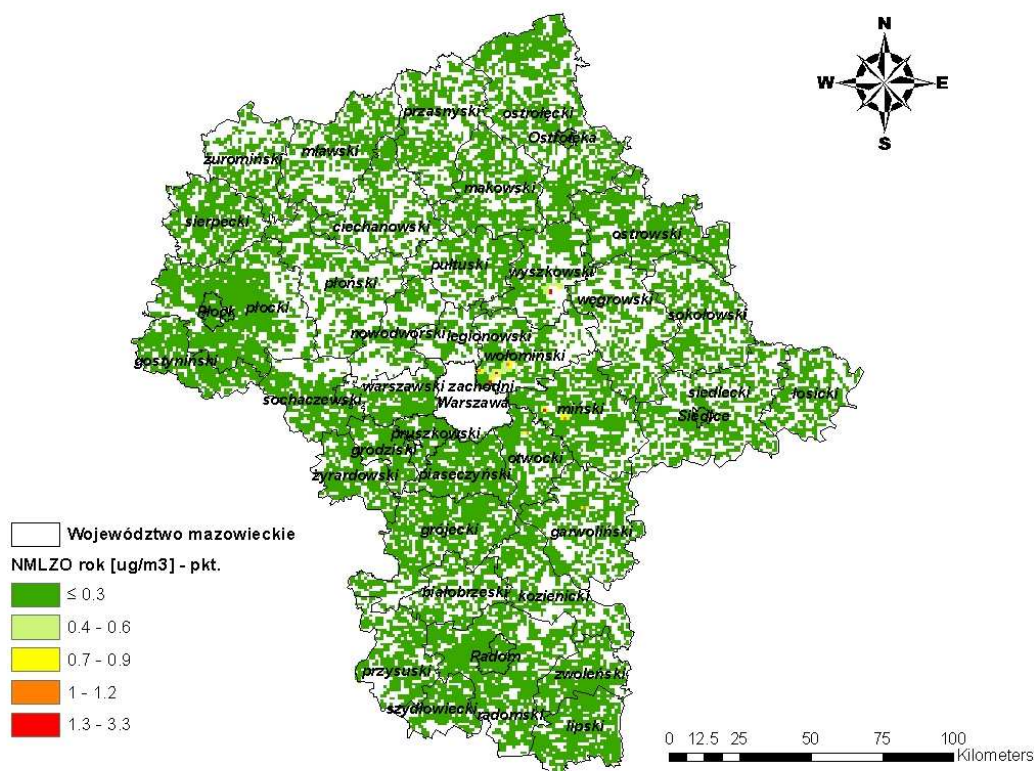 N
W E
S
przasnyski
ostrołęcki
Ostrołęka
żuromiński
mławski
makowski
sierpecki
ciechanowski
ostrowski
pułtuski
wyszkowski
płoński
węgrowski
Płock
płocki
sokołowski
nowodworski
legionowski
wołomiński
gostyniński
warszawski zachodni
sochaczewski
Warszawa
miński
siedlecki
łosicki
Siedlce
pruszkowski
grodziski
otwocki
żyrardowski
piaseczyński
grójecki
garwoliński
białobrzeski
kozienicki
Radom
przysuski
zwoleński
szydłowiecki
radomski
lipski
Województwo mazowieckie
NMLZO rok [ug/m3] - pkt.
≤ 0.3
0.4 - 0.6
0.7 - 0.9
1 - 1.2
1.3 - 3.3
0 12.5 25 50 75 100
Kilometers